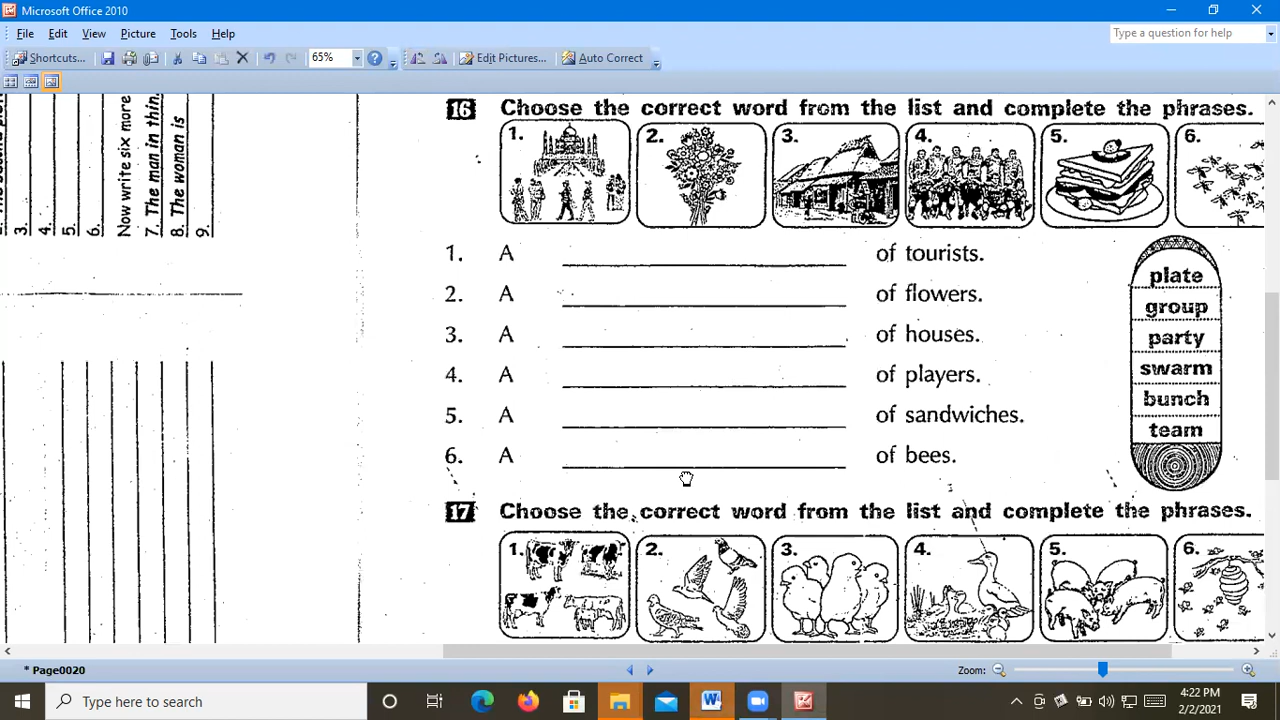 Microsoft Office 2010
File Edit View Picture Tools Help
Type a question for help
Shortcuts... 65% Edit Pictures... Auto Correct
3.
4.
5.
6.
Now write six more
7. The man in thin
8. The woman is
9.
16 Choose the correct word from the list and complete the phrases.
1. 2. 3. 4. 5. 6.
1. A of tourists.
2. A of flowers.
3. A of houses.
4. A of players.
5. A of sandwiches.
6. A of bees.
plate
group
party
swarm
bunch
team
17 Choose the correct word from the list and complete the phrases.
1. 2. 3. 4. 5. 6.
* Page0020
Zoom:
Type here to search
4:22 PM
2/2/2021